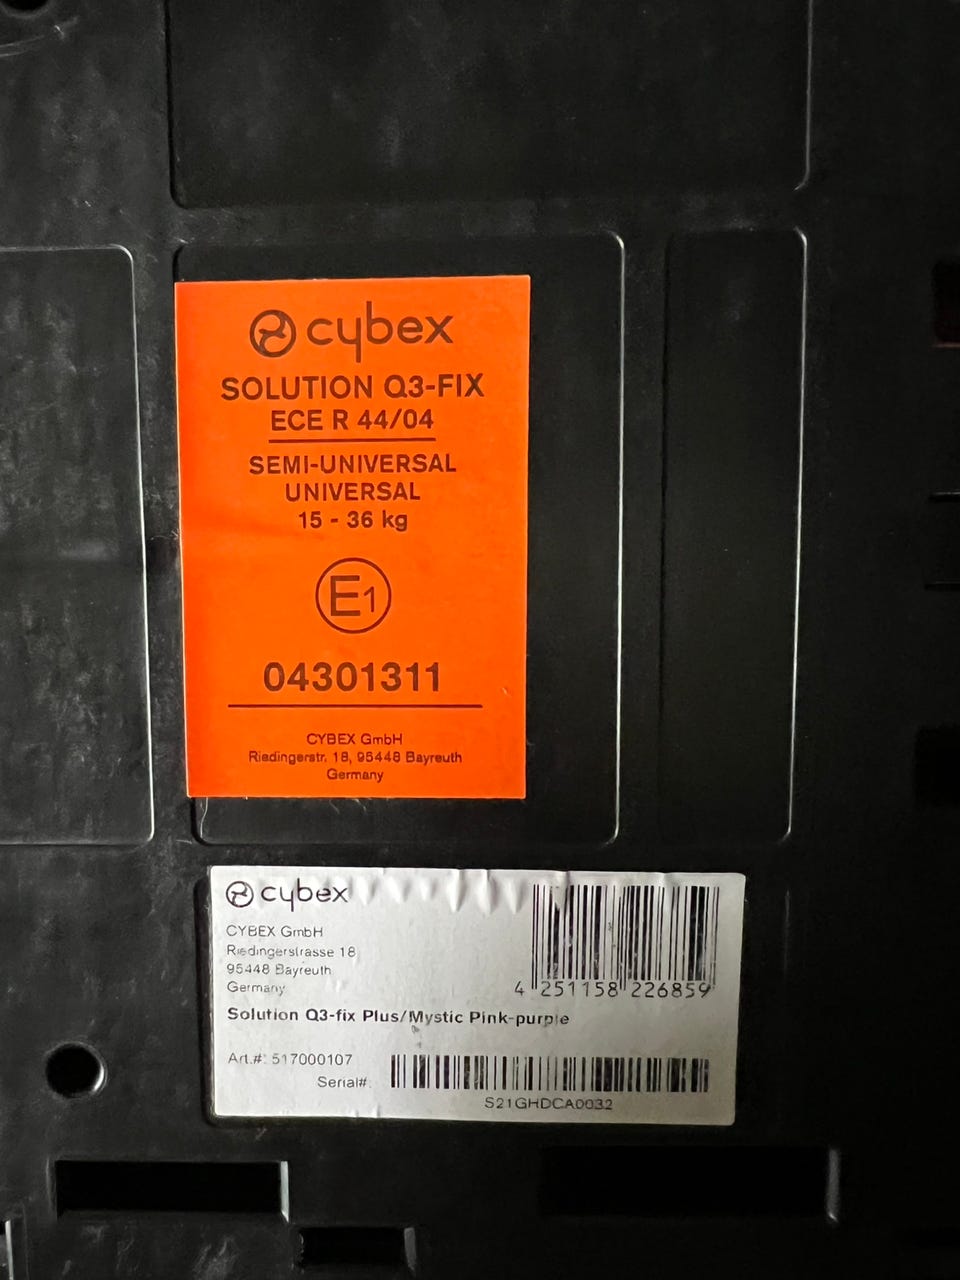 cybex
SOLUTION Q3-FIX
ECE R 44/04
SEMI-UNIVERSAL
UNIVERSAL
15 - 36 kg
E1
04301311
CYBEX GmbH
Riedingerstr. 18, 95448 Bayreuth
Germany
cybex
CYBEX GmbH
Riedingerstrasse 18
95448 Bayreuth
Germany
4 251158 226859
Solution Q3-fix Plus/Mystic Pink-purple
Art.#: 517000107
Serial#:
S21GHDCA0032